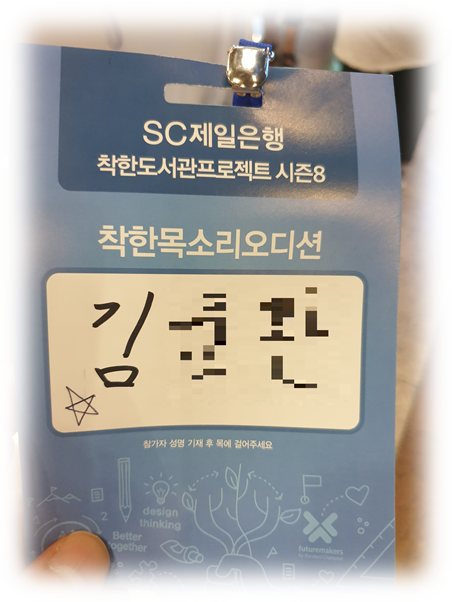 SC제일은행
착한도서관프로젝트 시즌8
착한목소리오디션
김
참가자 성명 기재 후 목에 걸어주세요
design
thinking
Better
together
futuremakers